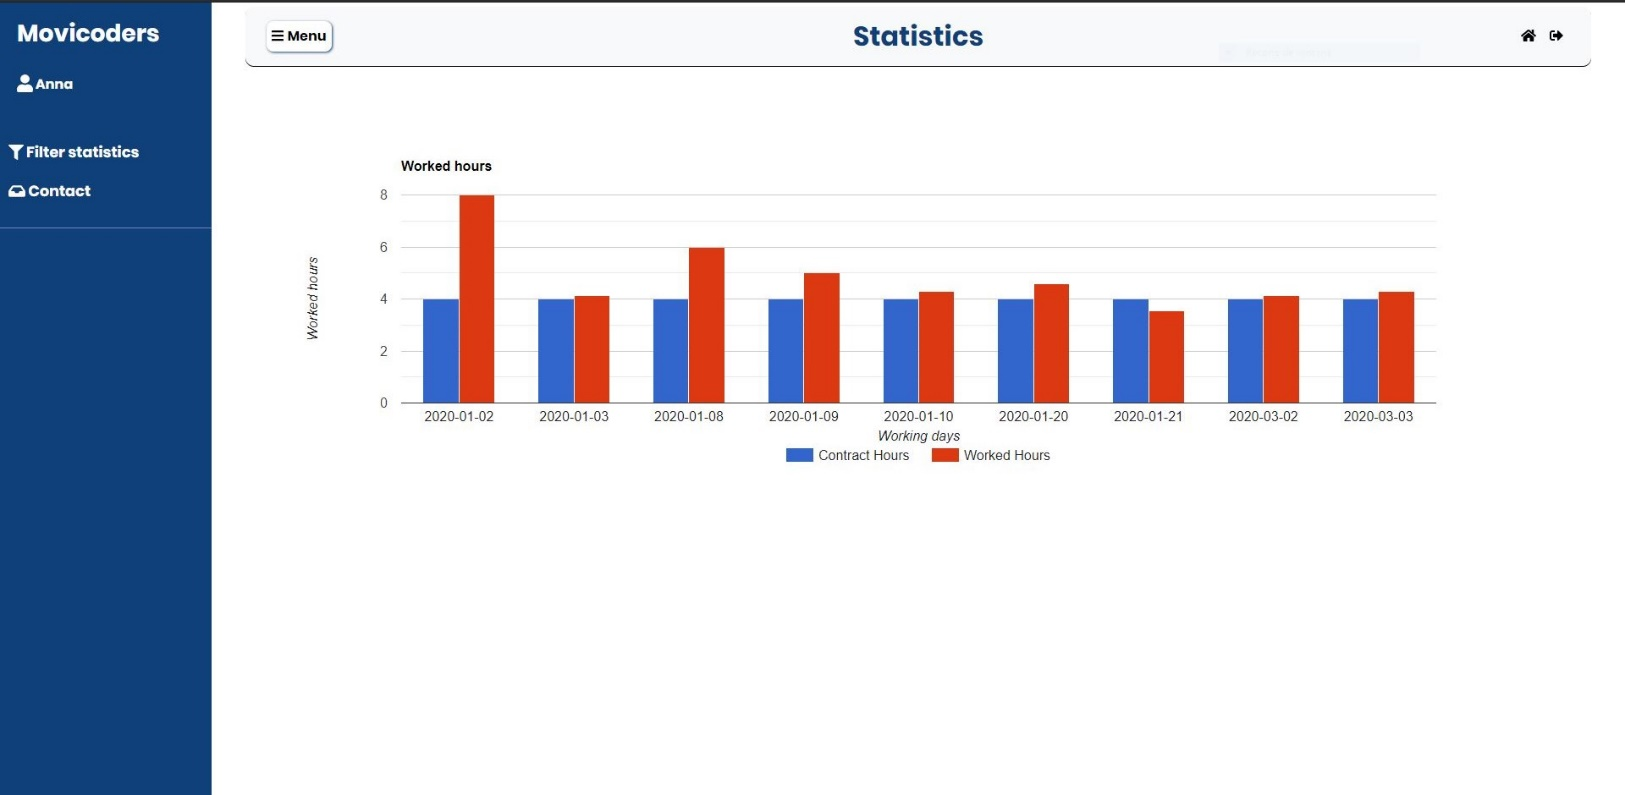 Movicoders
Anna
Filter statistics
Contact
Menu
Statistics
Worked hours
Worked hours
8
6
4
2
0
2020-01-02 2020-01-03 2020-01-08 2020-01-09 2020-01-10 2020-01-20 2020-01-21 2020-03-02 2020-03-03
Working days
Contract Hours Worked Hours